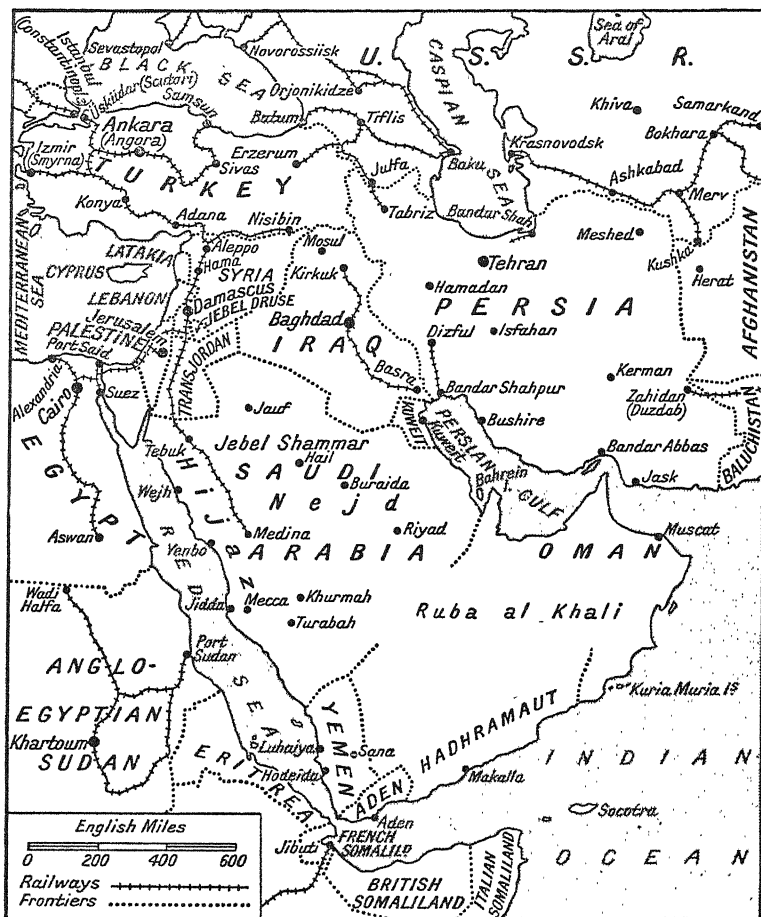 Sea of
Aral
U. S. S. R.
Istanbul
(Constantinople)
Sevastopol
Novorossiisk
BLACK SEA
Orjonikidze
CASPIAN SEA
Khiva
Samarkand
Bokhara
Üsküdar (Scutari)
Samsun
Batum
Tiflis
Krasnovodsk
Ankara
(Angora)
Izmir
(Smyrna)
Sivas
Erzerum
Baku
Ashkabad
Merv
TURKEY
Julfa
Tabriz
Bandar Shah
Konya
Adana
Nisibin
Mosul
Meshed
Kushka
Herat
AFGHANISTAN
MEDITERRANEAN
SEA
LATAKIA
Aleppo
Hama
CYPRUS
SYRIA
Kirkuk
Tehran
Hamadan
LEBANON
Damascus
JEBEL DRUSE
PERSIA
Jerusalem
PALESTINE
Baghdad
Dizful
Isfahan
IRAQ
Port Said
TRANSJORDAN
Basra
Kerman
Alexandria
Cairo
Suez
Bandar Shahpur
Zahidan
(Duzdab)
Jauf
KOWEIT
Kuweit
Bushire
BALUCHISTAN
EGYPT
Tebuk
Jebel Shammar
Hail
PERSIAN GULF
Bandar Abbas
SAUDI
Buraida
Bahrein
Jask
Wejh
Hijaz
Nejd
Aswan
Medina
Riyad
Muscat
RED SEA
Yenbo
ARABIA
OMAN
Wadi
Halfa
Jidda
Mecca
Khurmah
Ruba al Khali
Turabah
ANGLO-
EGYPTIAN
SUDAN
Port
Sudan
Kuria Muria Iˢ
YEMEN
HADHRAMAUT
Khartoum
Luhaiya
Sana
INDIAN
OCEAN
ERITREA
Hodeida
Makalla
ADEN
Aden
Socotra
Jibuti
FRENCH
SOMALILᴰ
BRITISH
SOMALILAND
ITALIAN
SOMALILAND
English Miles
0 200 400 600
Railways
Frontiers